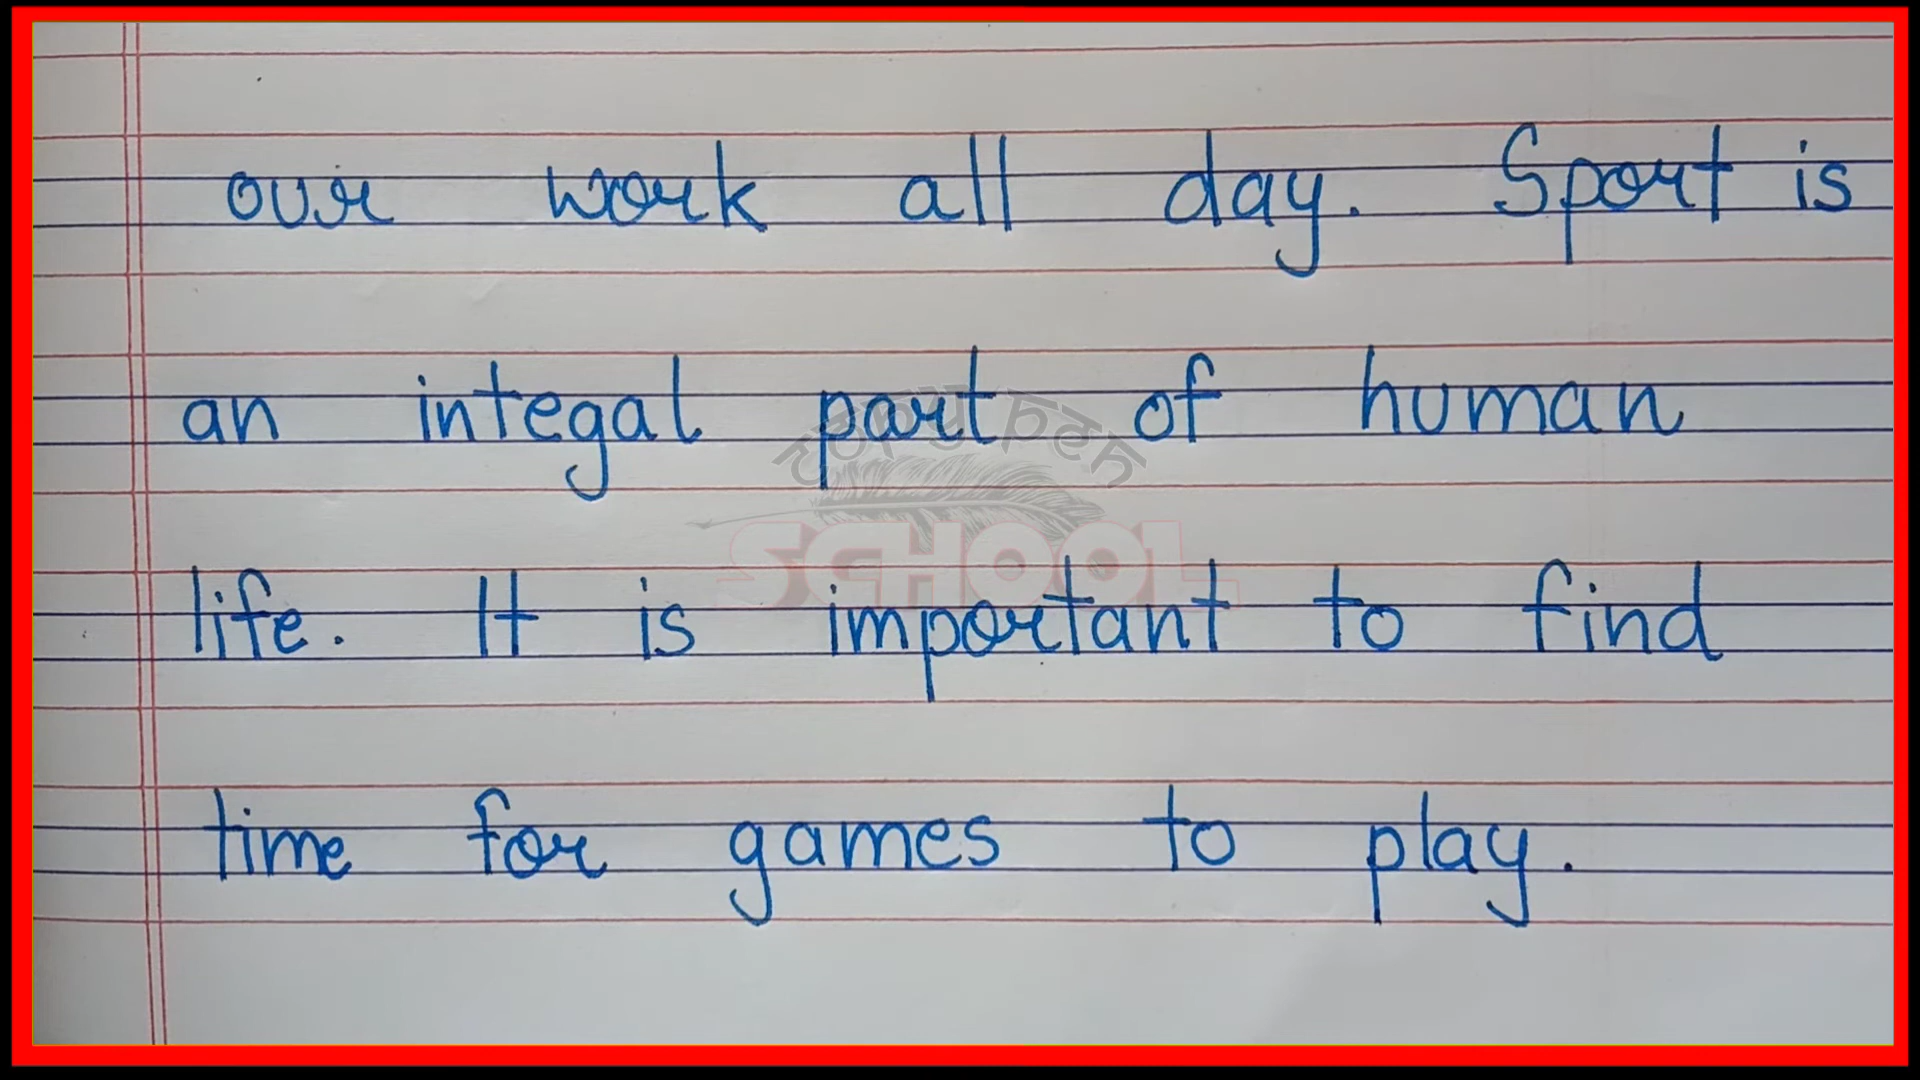 our work all day. Sport is
an integal part of human
life. It is important to find
time for games to play.
SCHOOL